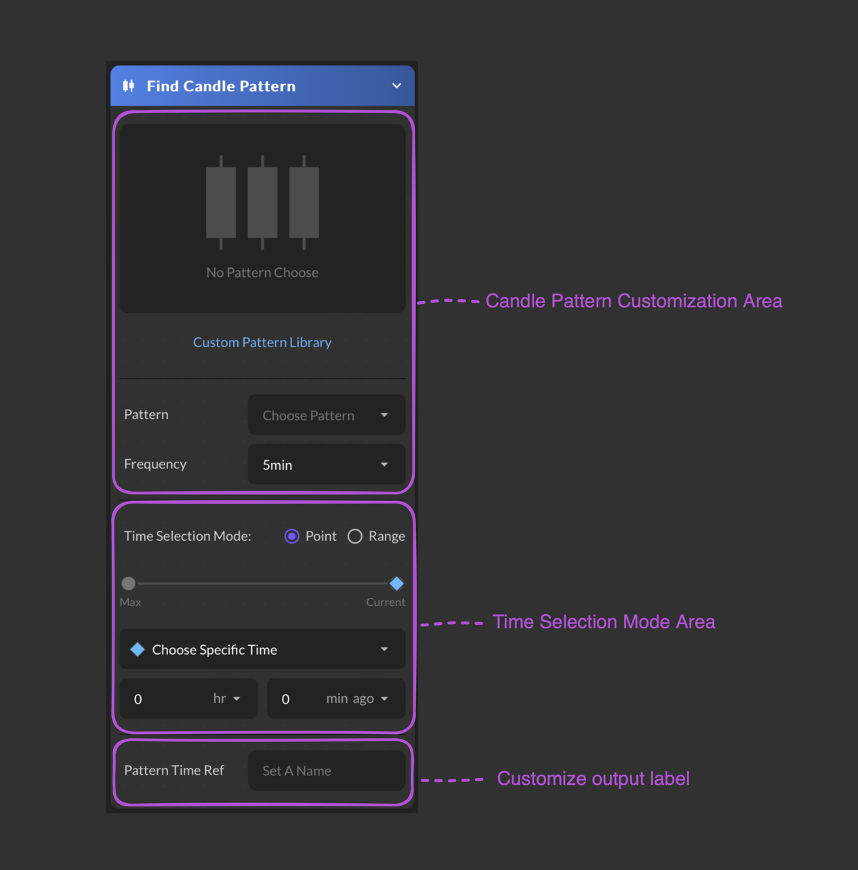 Find Candle Pattern
No Pattern Choose
Candle Pattern Customization Area
Custom Pattern Library
Pattern
Choose Pattern
Frequency
5min
Time Selection Mode:
Point
Range
Max
Current
Time Selection Mode Area
Choose Specific Time
0 hr
0 min ago
Pattern Time Ref
Set A Name
Customize output label